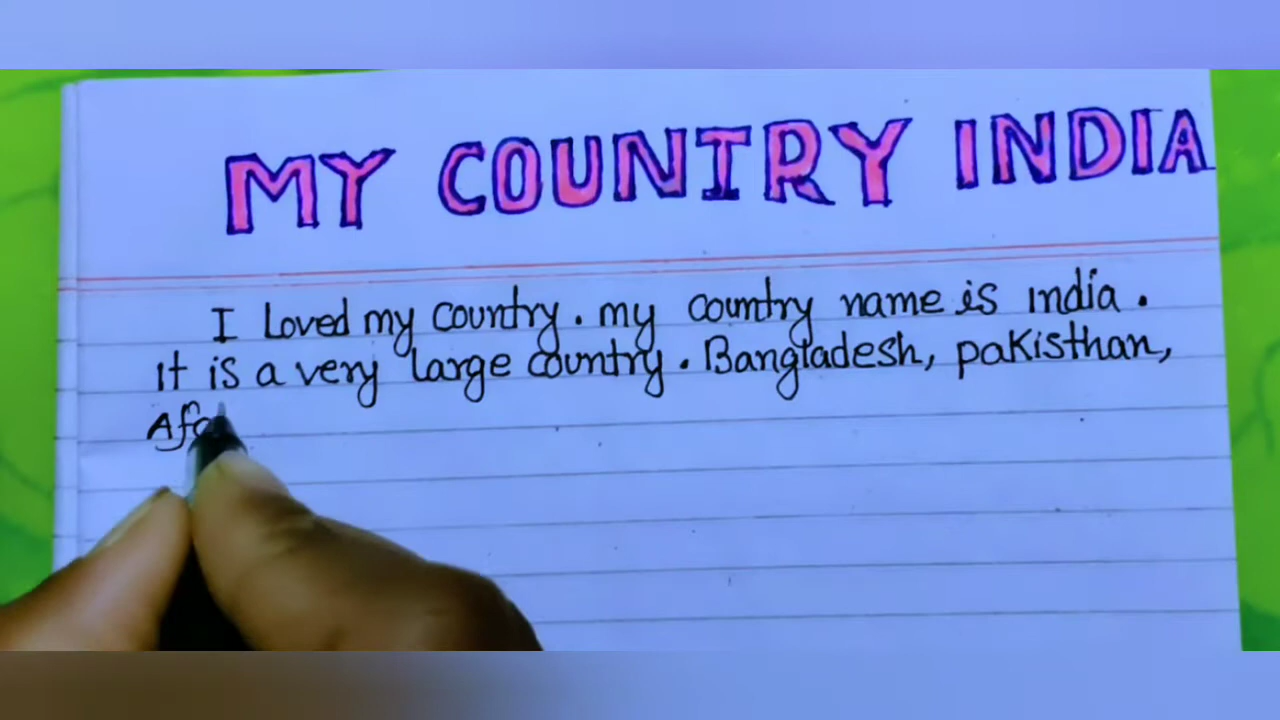 MY COUNTRY INDIA
I Loved my country. my country name is india.
It is a very large country. Bangladesh, pakisthan,